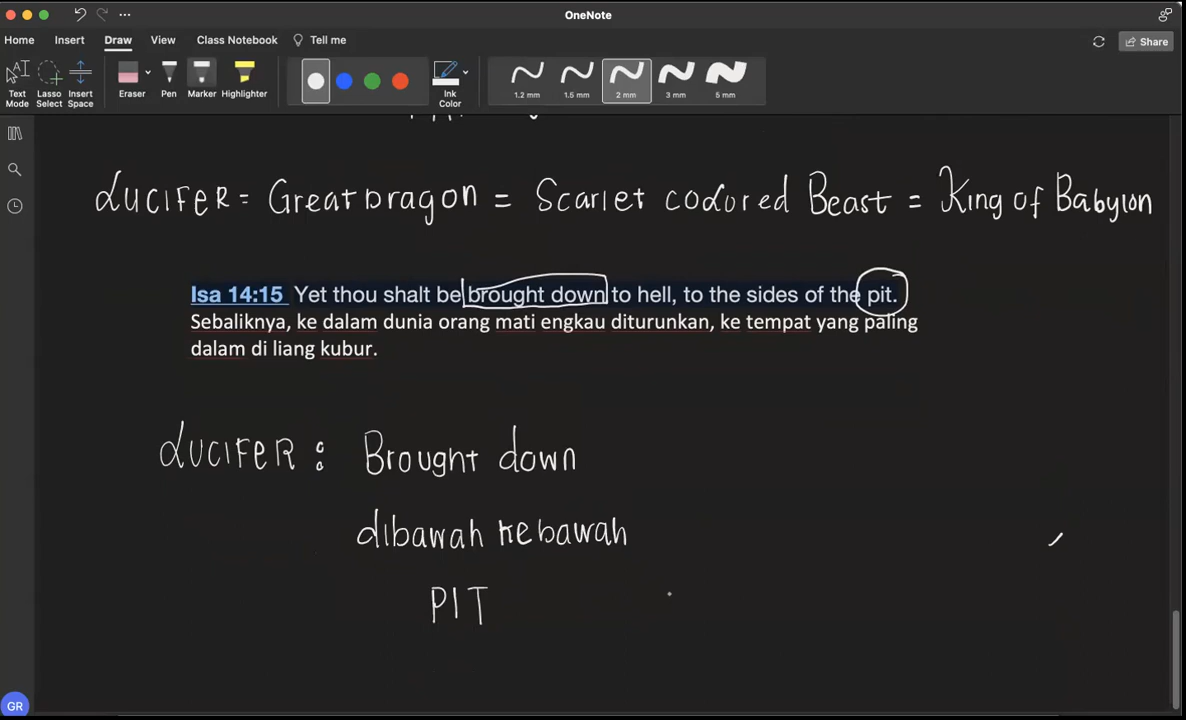 OneNote
Home Insert Draw View Class Notebook Tell me
Share
Text Mode
Lasso Select
Insert Space
Eraser
Pen
Marker
Highlighter
Ink Color
1.2 mm
1.5 mm
2 mm
3 mm
5 mm
LUCIFER = Great Dragon = Scarlet colored Beast = King of Babylon
Isa 14:15 Yet thou shalt be brought down to hell, to the sides of the pit.
Sebaliknya, ke dalam dunia orang mati engkau diturunkan, ke tempat yang paling
dalam di liang kubur.
LUCIFER : Brought down
dibawah kebawah
PIT
GR